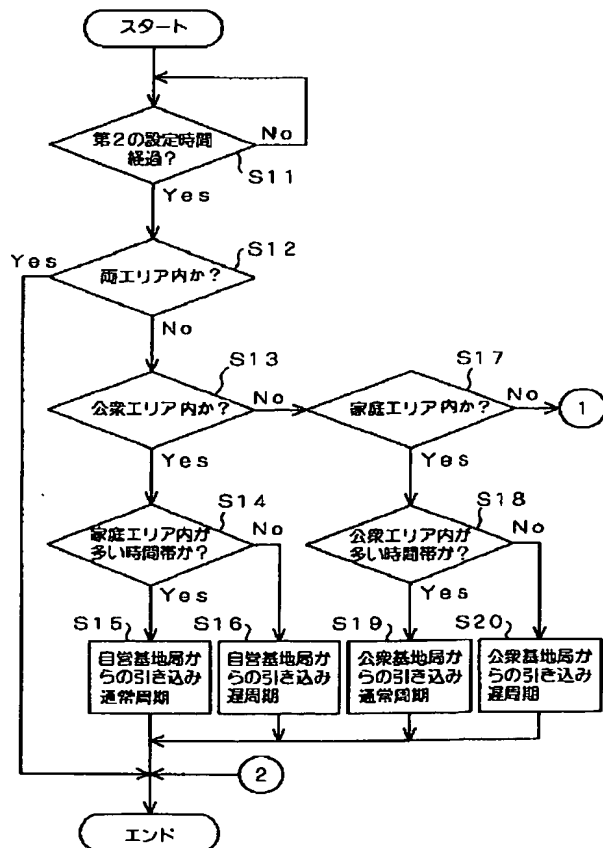 スタート
第2の設定時間
経過?
No
S11
Yes
両エリア内か?
S12
Yes
No
公衆エリア内か?
S13
No
家庭エリア内か?
S17
No
1
Yes
Yes
家庭エリア内が
多い時間帯か?
S14
No
公衆エリア内が
多い時間帯か?
S18
No
Yes
Yes
S15
自営基地局か
らの引き込み
通常周期
S16
自営基地局か
らの引き込み
遅周期
S19
公衆基地局か
らの引き込み
通常周期
S20
公衆基地局か
らの引き込み
遅周期
2
エンド